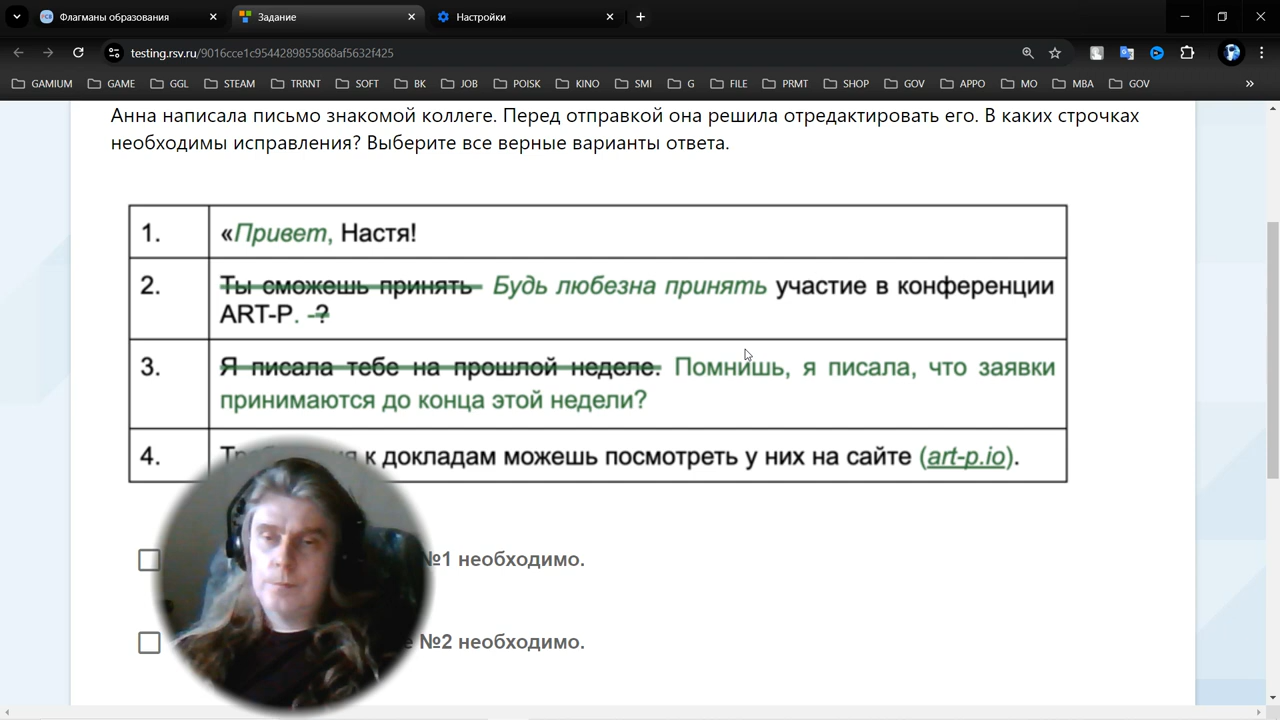 Флагманы образования
Задание
Настройки
testing.rsv.ru/9016cce1c9544289855868af5632f425
GAMIUM GAME GGL STEAM TRRNT SOFT BK JOB POISK KINO SMI G FILE PRMT SHOP GOV APPO MO MBA GOV
Анна написала письмо знакомой коллеге. Перед отправкой она решила отредактировать его. В каких строчках
необходимы исправления? Выберите все верные варианты ответа.
1. «Привет, Настя!
2. Ты сможешь принять Будь любезна принять участие в конференции
ART-P. -?
3. Я писала тебе на прошлой неделе. Помнишь, я писала, что заявки
принимаются до конца этой недели?
4. к докладам можешь посмотреть у них на сайте (art-p.io).
№1 необходимо.
№2 необходимо.